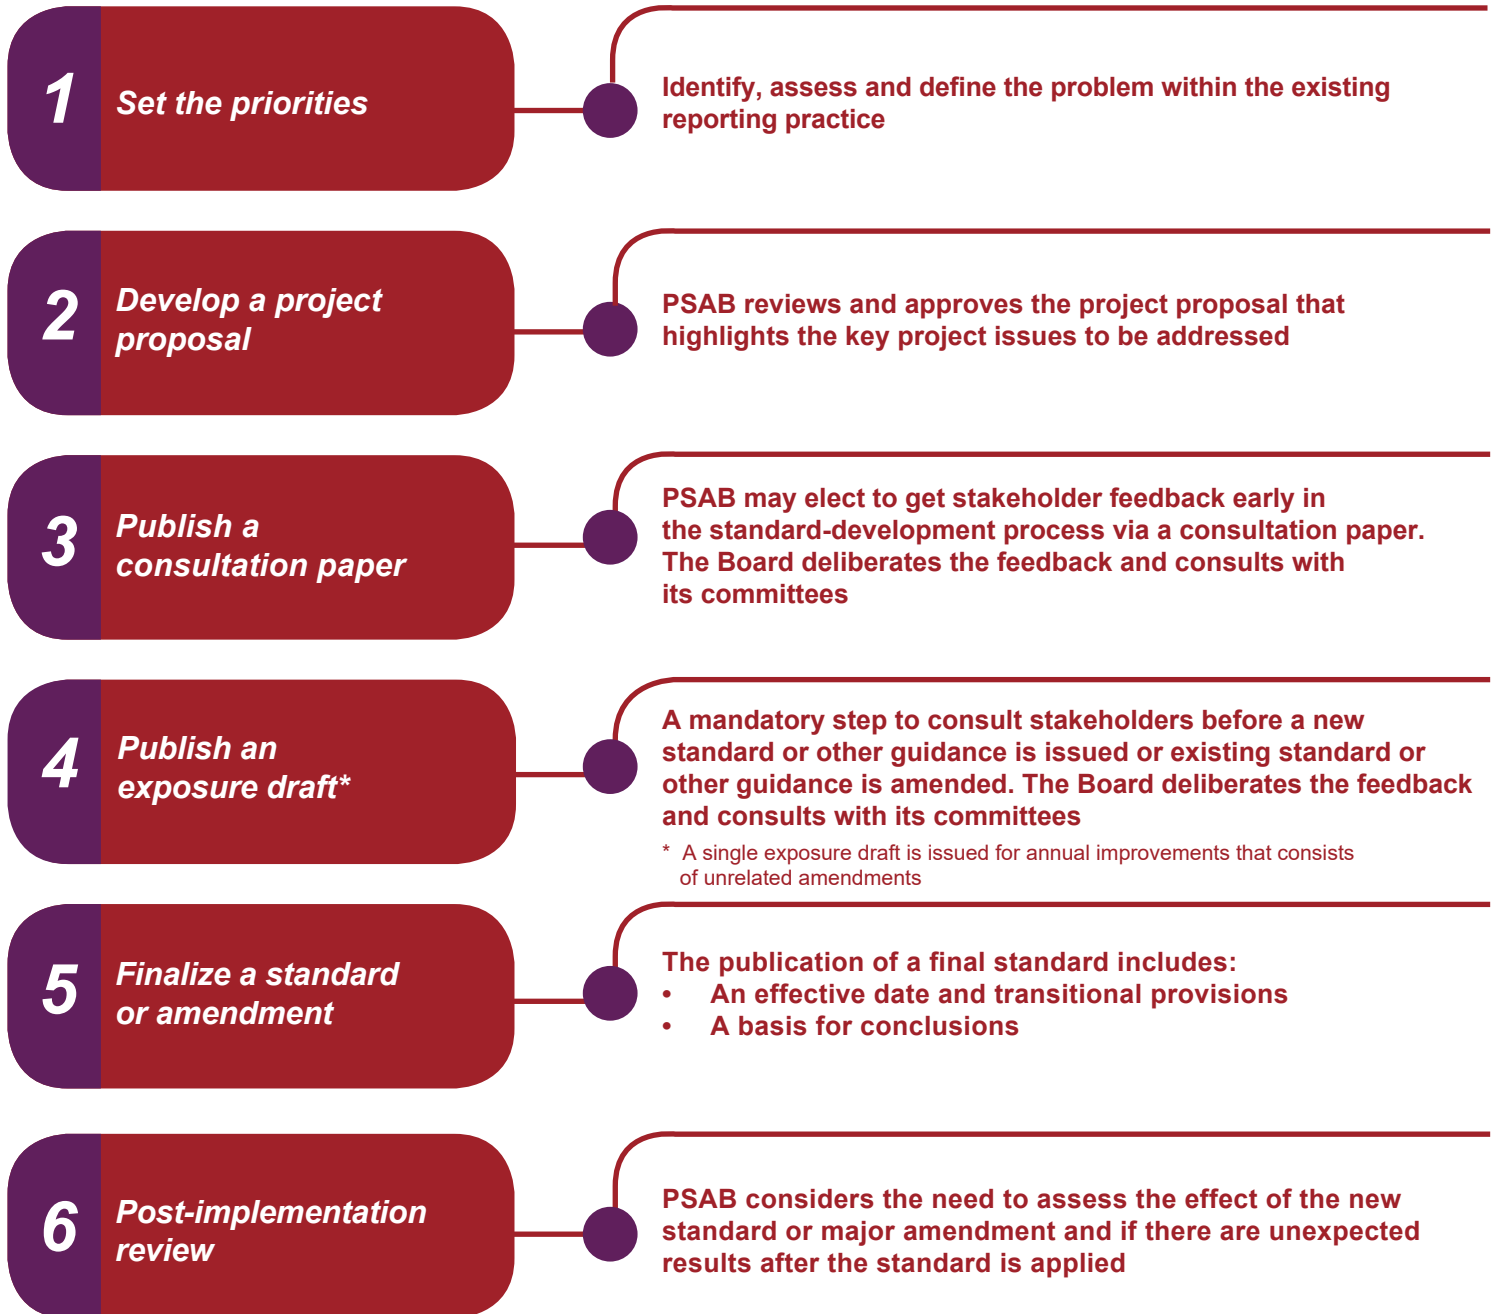 1
Set the priorities
Identify, assess and define the problem within the existing
reporting practice
2
Develop a project
proposal
PSAB reviews and approves the project proposal that
highlights the key project issues to be addressed
3
Publish a
consultation paper
PSAB may elect to get stakeholder feedback early in
the standard-development process via a consultation paper.
The Board deliberates the feedback and consults with
its committees
4
Publish an
exposure draft*
A mandatory step to consult stakeholders before a new
standard or other guidance is issued or existing standard or
other guidance is amended. The Board deliberates the feedback
and consults with its committees
* A single exposure draft is issued for annual improvements that consists
of unrelated amendments
5
Finalize a standard
or amendment
The publication of a final standard includes:
• An effective date and transitional provisions
• A basis for conclusions
6
Post-implementation
review
PSAB considers the need to assess the effect of the new
standard or major amendment and if there are unexpected
results after the standard is applied